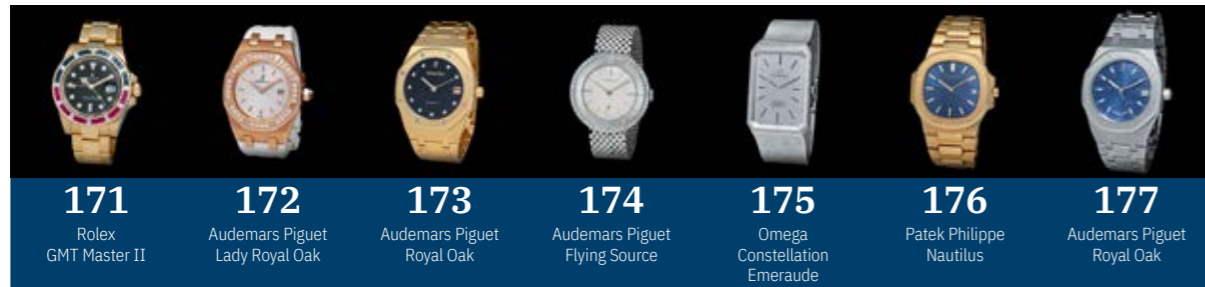 171
Rolex
GMT Master II
172
Audemars Piguet
Lady Royal Oak
173
Audemars Piguet
Royal Oak
174
Audemars Piguet
Flying Source
175
Omega
Constellation
Emeraude
176
Patek Philippe
Nautilus
177
Audemars Piguet
Royal Oak